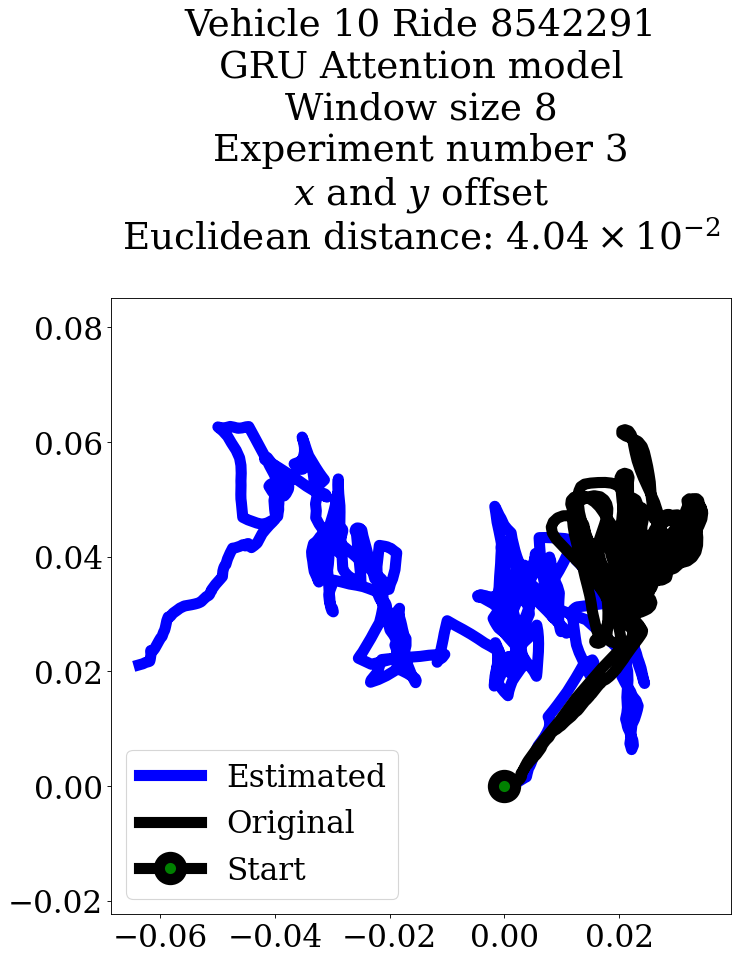 Vehicle 10 Ride 8542291
GRU Attention model
Window size 8
Experiment number 3
x and y offset
Euclidean distance: 4.04 × 10⁻²
0.08
0.06
0.04
0.02
0.00
−0.02
Estimated
Original
Start
−0.06 −0.04 −0.02 0.00 0.02